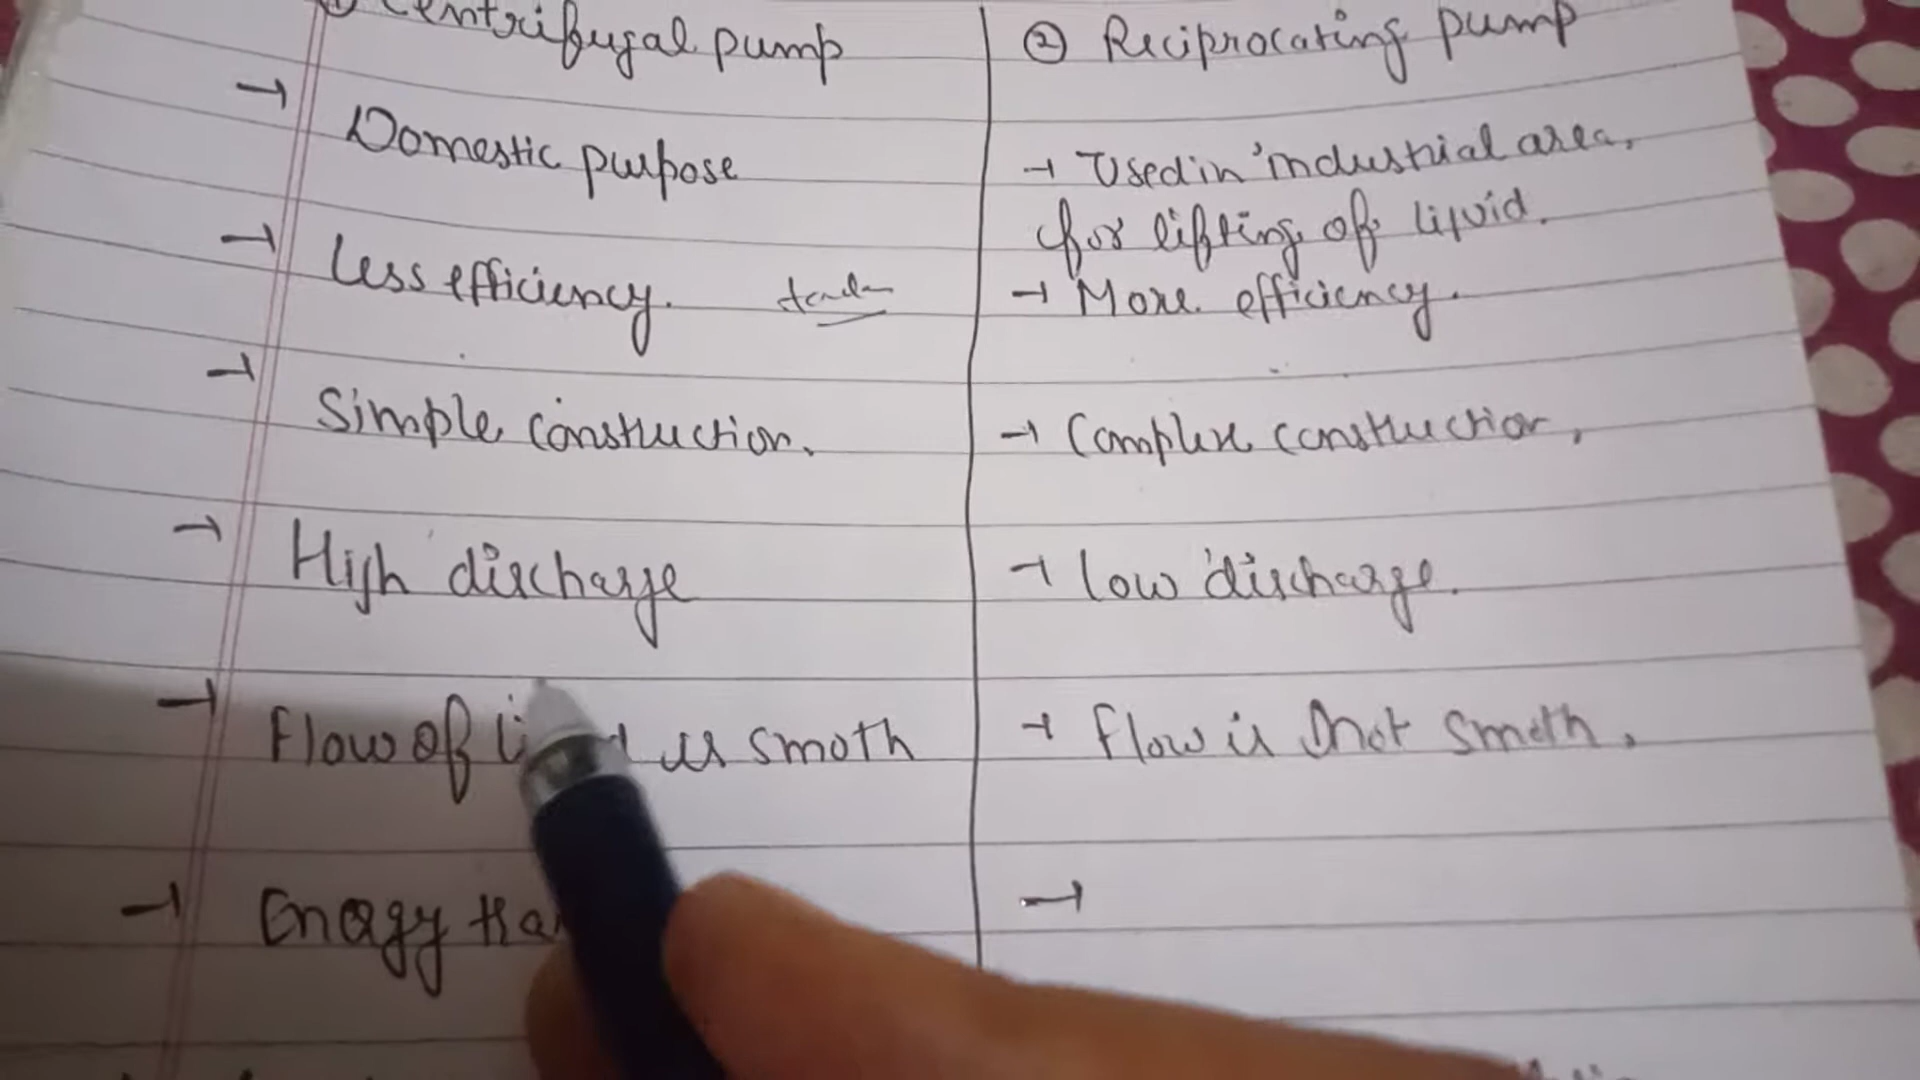 Centrifugal pump
→ Domestic purpose
→ Less efficiency.
→ Simple construction.
→ High discharge
→ Flow of is smoth
→ Enargy
② Reciprocating pump
→ Used in industrial area,
for lifting of liquid.
→ More efficiency.
→ Complex construction,
→ low discharge.
→ Flow is not smoth.
→